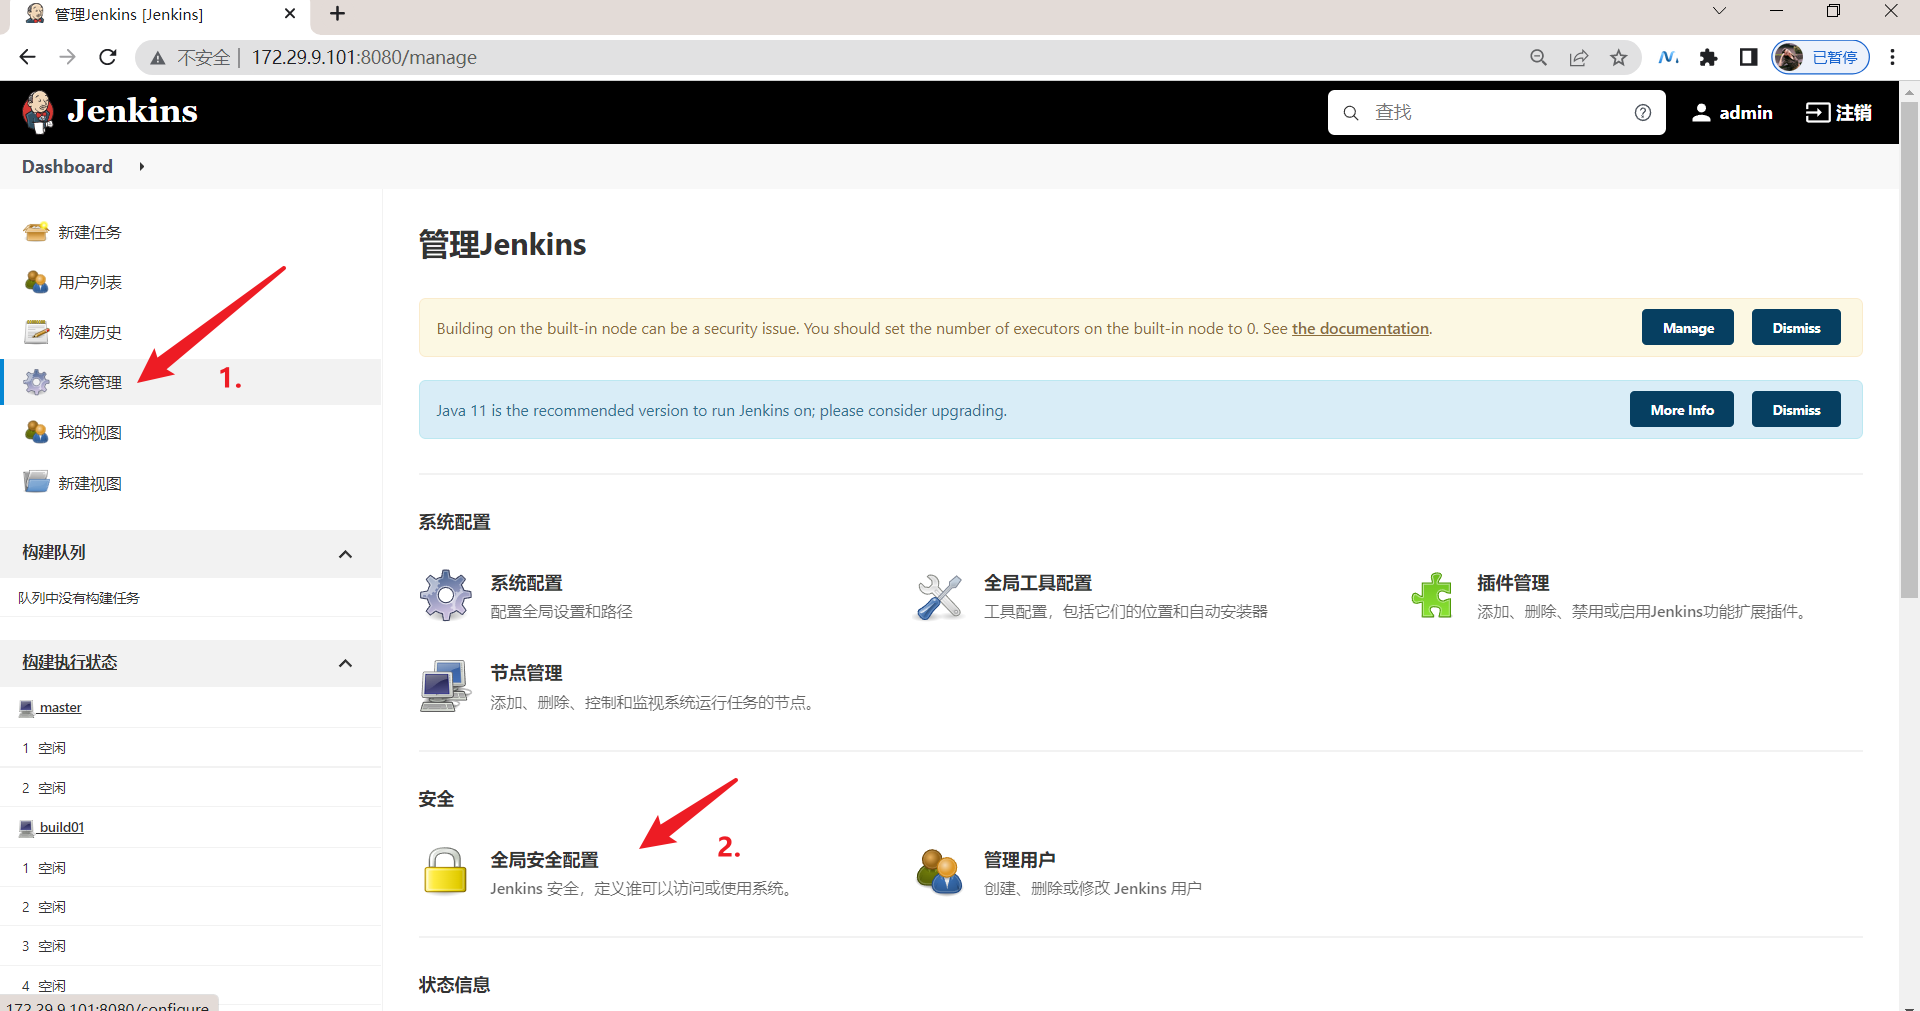 管理Jenkins [Jenkins]
不安全 | 172.29.9.101:8080/manage
已暂停
Jenkins
查找
admin
注销
Dashboard
新建任务
用户列表
构建历史
系统管理
1.
我的视图
新建视图
构建队列
队列中没有构建任务
构建执行状态
master
1 空闲
2 空闲
build01
1 空闲
2 空闲
3 空闲
4 空闲
172.29.9.101:8080/configure
管理Jenkins
Building on the built-in node can be a security issue. You should set the number of executors on the built-in node to 0. See the documentation.
Manage
Dismiss
Java 11 is the recommended version to run Jenkins on; please consider upgrading.
More Info
Dismiss
系统配置
系统配置
配置全局设置和路径
全局工具配置
工具配置，包括它们的位置和自动安装器
插件管理
添加、删除、禁用或启用Jenkins功能扩展插件。
节点管理
添加、删除、控制和监视系统运行任务的节点。
安全
2.
全局安全配置
Jenkins 安全，定义谁可以访问或使用系统。
管理用户
创建、删除或修改 Jenkins 用户
状态信息